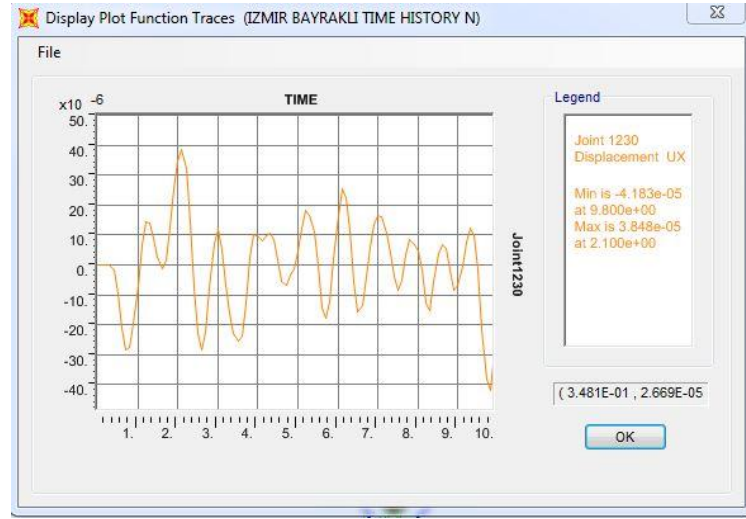 Display Plot Function Traces (IZMIR BAYRAKLI TIME HISTORY N)
File
x10 -6
TIME
50.
40.
30.
20.
10.
0.
-10.
-20.
-30.
-40.
1. 2. 3. 4. 5. 6. 7. 8. 9. 10.
Joint1230
Legend
Joint 1230
Displacement UX
Min is -4.183e-05
at 9.800e+00
Max is 3.848e-05
at 2.100e+00
( 3.481E-01 , 2.669E-05
OK